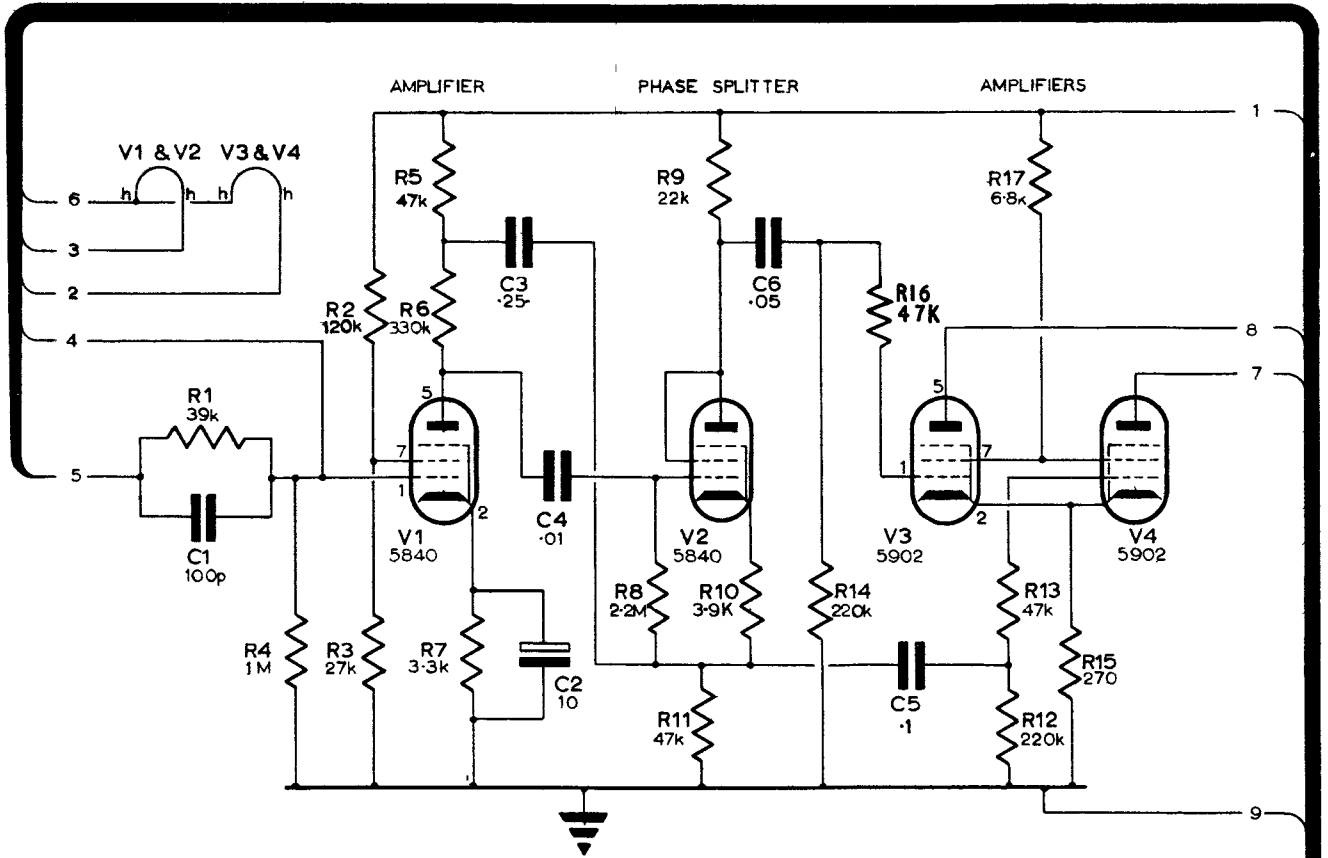 AMPLIFIER
PHASE SPLITTER
AMPLIFIERS
1
V1 & V2
V3 & V4
h
h
h
h
6
3
2
4
5
R1
39k
C1
100p
R4
1M
R2
120k
R3
27k
R5
47k
R6
330k
5
7
1
2
V1
5840
R7
3·3k
C2
10
C3
·25
C4
·01
R9
22k
V2
5840
R8
2·2M
R10
3·9K
R11
47k
C6
·05
R14
220k
R16
47K
R17
6·8k
8
7
5
1
7
2
V3
5902
V4
5902
R13
47k
R15
270
C5
·1
R12
220k
9